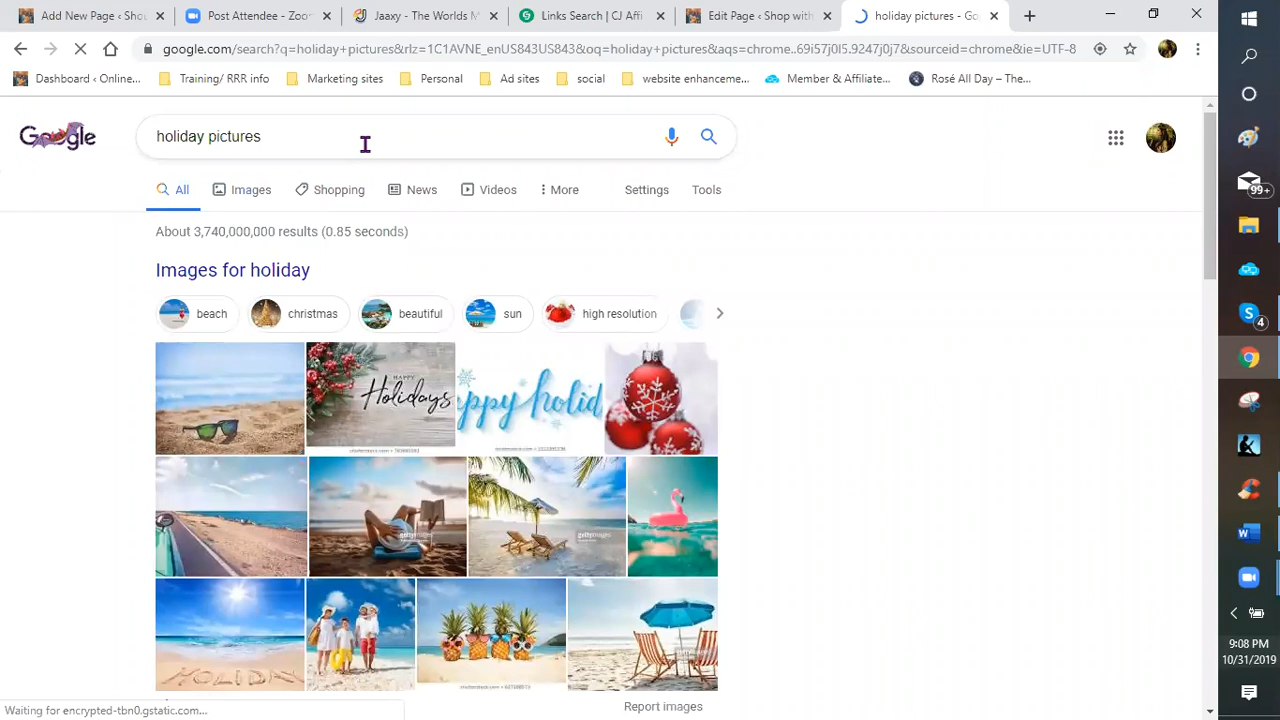 Add New Page ‹ Shou
Post Attendee - Zoom
Jaaxy - The Worlds M
Links Search | CJ Affi
Edit Page ‹ Shop with
holiday pictures - Go
google.com/search?q=holiday+pictures&rlz=1C1AVNE_enUS843US843&oq=holiday+pictures&aqs=chrome..69i57j0l5.9247j0j7&sourceid=chrome&ie=UTF-8
Dashboard ‹ Online...
Training/ RRR info
Marketing sites
Personal
Ad sites
social
website enhanceme...
Member & Affiliate...
Rosé All Day – The...
Google
holiday pictures
All
Images
Shopping
News
Videos
More
Settings
Tools
About 3,740,000,000 results (0.85 seconds)
Images for holiday
beach
christmas
beautiful
sun
high resolution
HAPPY
Holidays
ppy holid
gettyimages
gettyimages
HOLIDAY
Report images
Waiting for encrypted-tbn0.gstatic.com...
99+
4
9:08 PM
10/31/2019